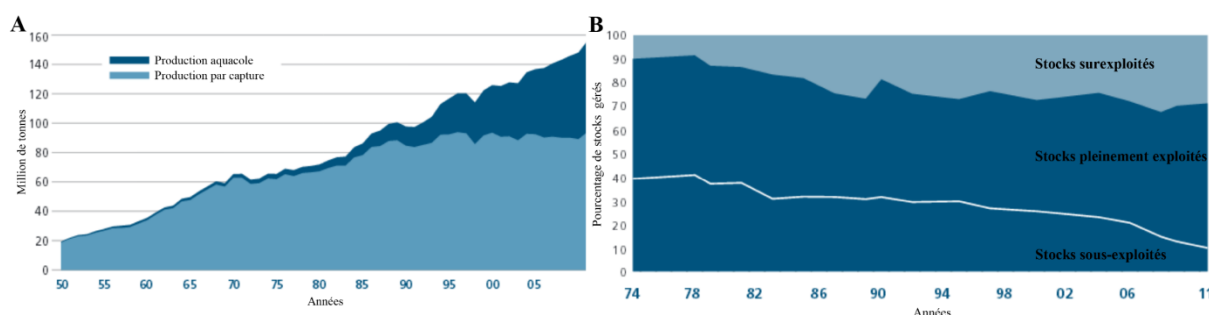 A
Million de tonnes
160
140
120
100
80
60
40
20
0
Production aquacole
Production par capture
50 55 60 65 70 75 80 85 90 95 00 05
Années
B
Pourcentage de stocks gérés
100
90
80
70
60
50
40
30
20
10
0
Stocks surexploités
Stocks pleinement exploités
Stocks sous-exploités
74 78 82 86 90 94 98 02 06 11
Années